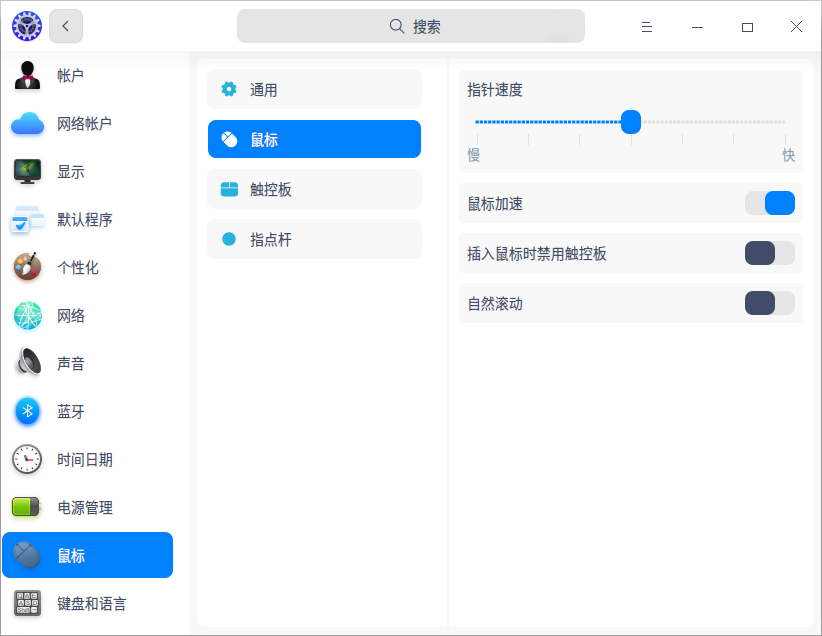 搜索
帐户
网络帐户
显示
默认程序
个性化
网络
声音
蓝牙
时间日期
电源管理
鼠标
键盘和语言
通用
鼠标
触控板
指点杆
指针速度
慢
快
鼠标加速
插入鼠标时禁用触控板
自然滚动